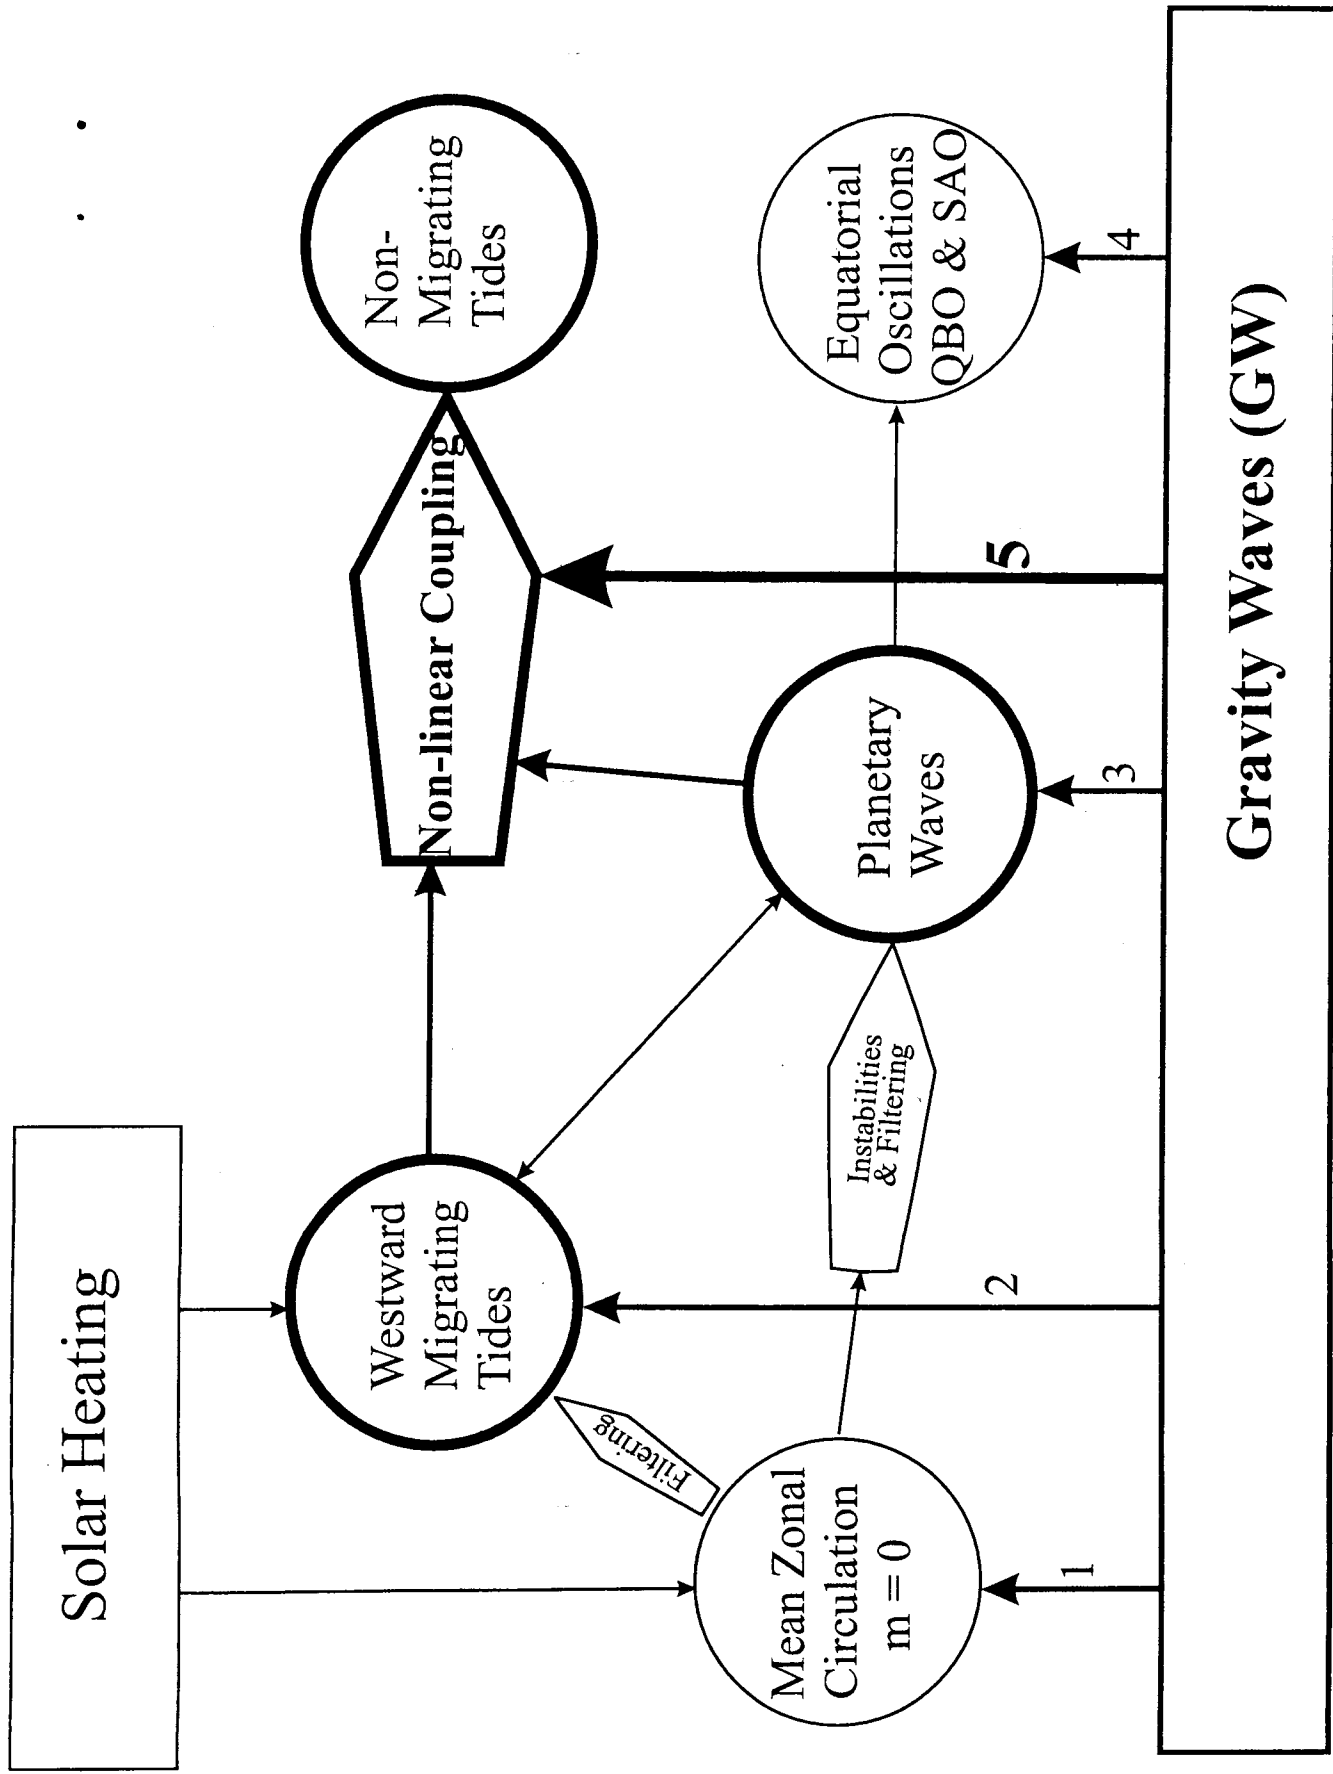 Solar Heating
Westward
Migrating
Tides
Non-linear Coupling
Non-
Migrating
Tides
Filtering
Mean Zonal
Circulation
m = 0
Instabilities
& Filtering
Planetary
Waves
Equatorial
Oscillations
QBO & SAO
1
2
3
5
4
Gravity Waves (GW)